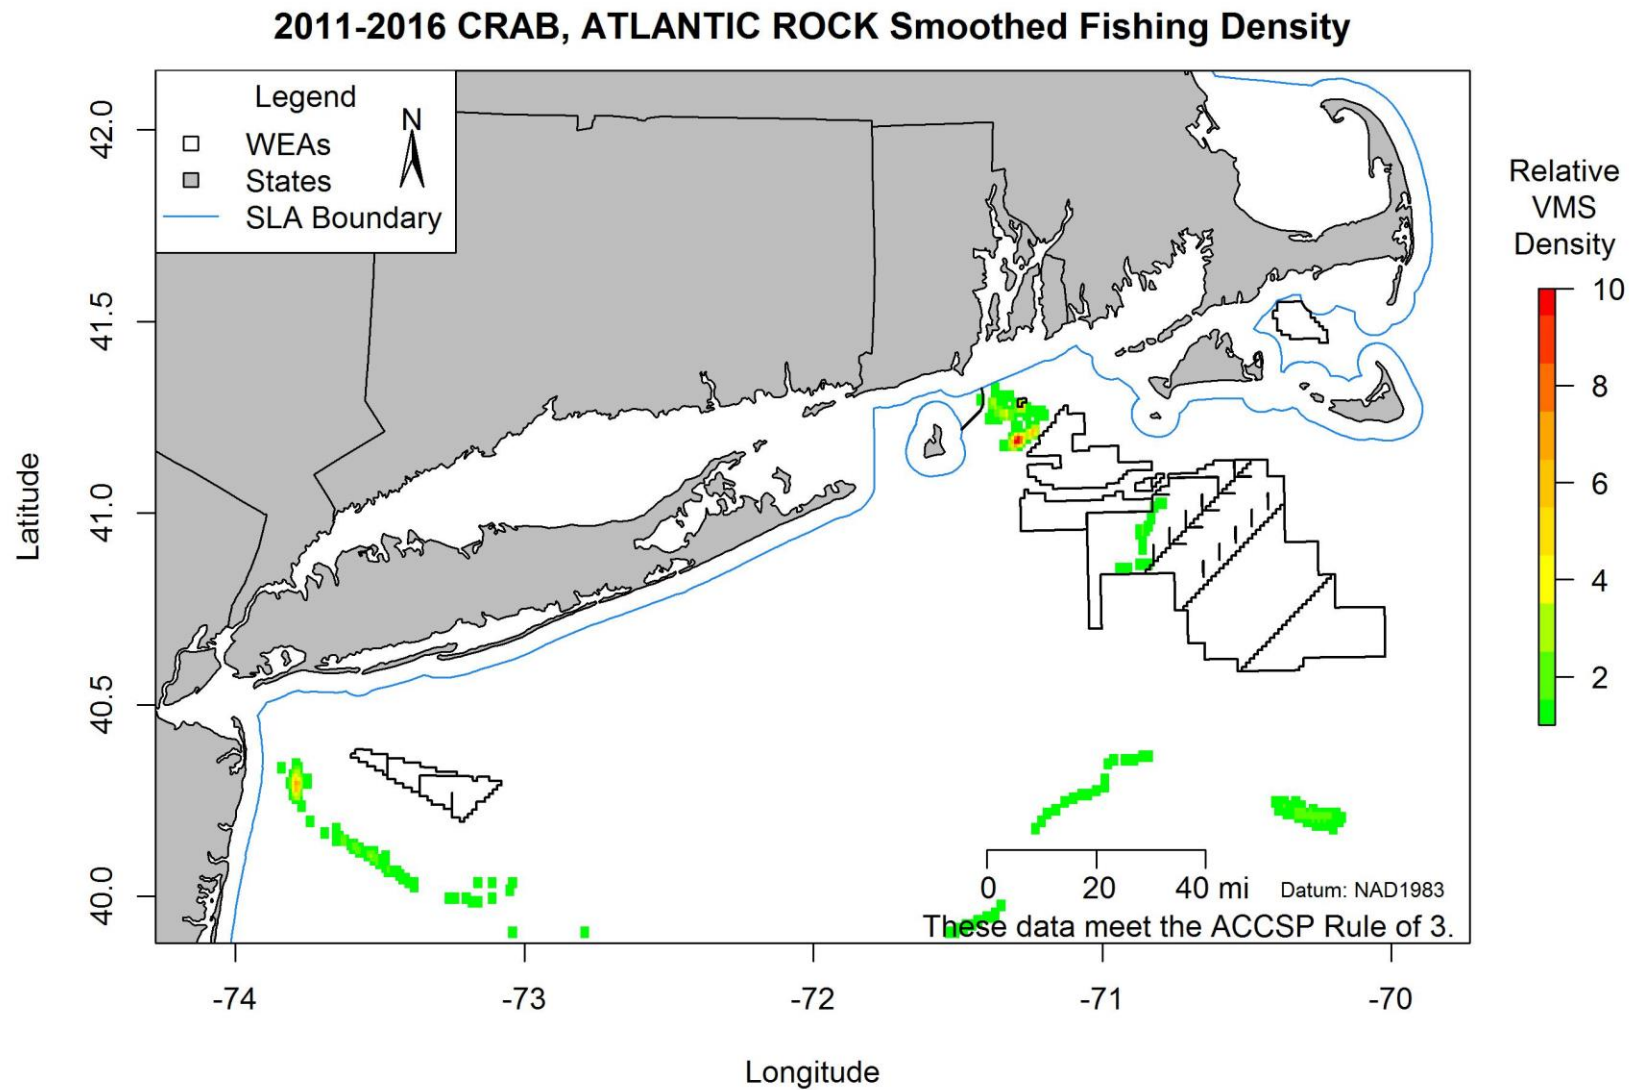 2011-2016 CRAB, ATLANTIC ROCK Smoothed Fishing Density
Legend
N
WEAs
States
SLA Boundary
Relative
VMS
Density
10
8
6
4
2
Latitude
42.0
41.5
41.0
40.5
40.0
0 20 40 mi
Datum: NAD1983
These data meet the ACCSP Rule of 3.
-74 -73 -72 -71 -70
Longitude